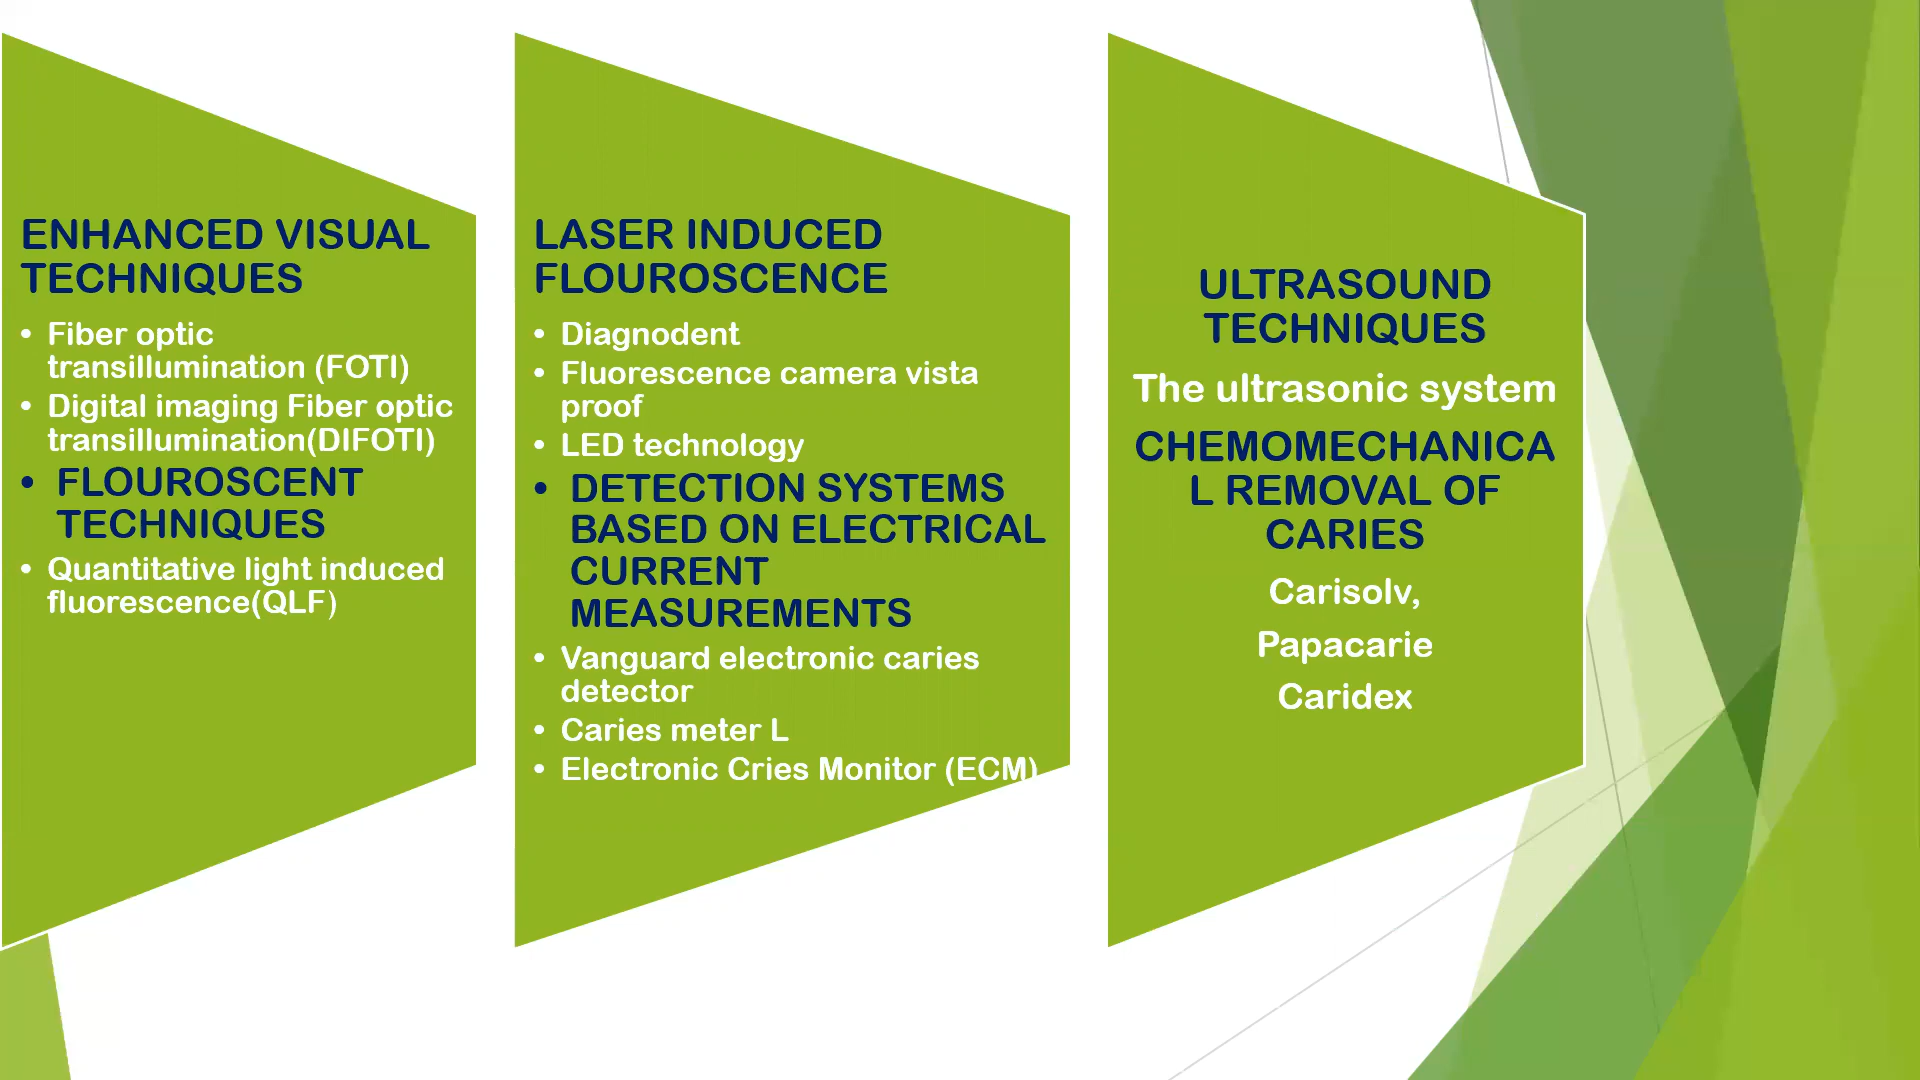 ENHANCED VISUAL
TECHNIQUES
• Fiber optic
transillumination (FOTI)
• Digital imaging Fiber optic
transillumination(DIFOTI)
• FLOUROSCENT
TECHNIQUES
• Quantitative light induced
fluorescence(QLF)
LASER INDUCED
FLOUROSCENCE
• Diagnodent
• Fluorescence camera vista
proof
• LED technology
• DETECTION SYSTEMS
BASED ON ELECTRICAL
CURRENT
MEASUREMENTS
• Vanguard electronic caries
detector
• Caries meter L
• Electronic Cries Monitor (ECM)
ULTRASOUND
TECHNIQUES
The ultrasonic system
CHEMOMECHANICA
L REMOVAL OF
CARIES
Carisolv,
Papacarie
Caridex